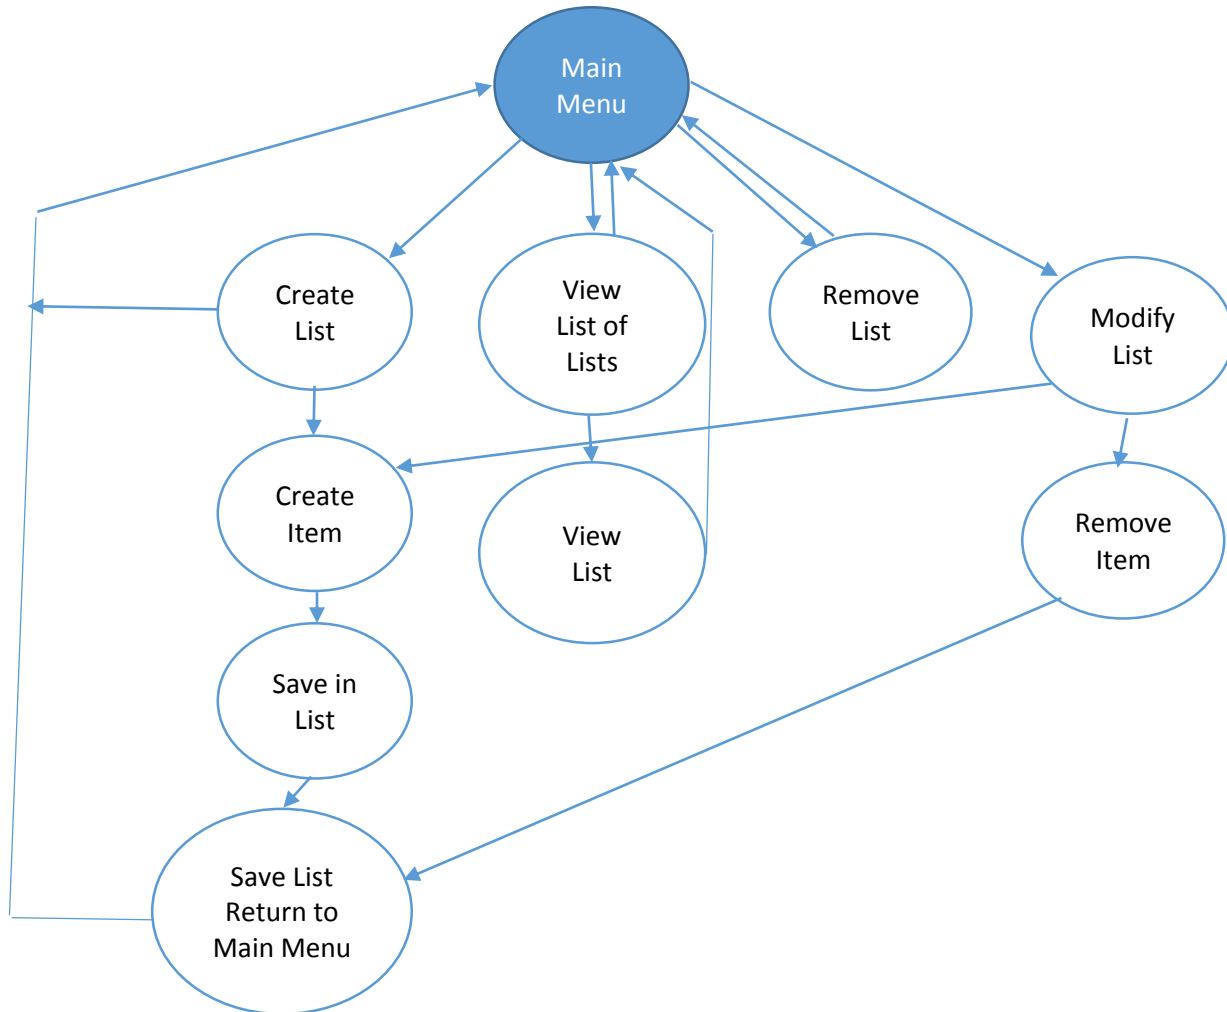 Main
Menu
Create
List
View
List of
Lists
Remove
List
Modify
List
Create
Item
View
List
Remove
Item
Save in
List
Save List
Return to
Main Menu